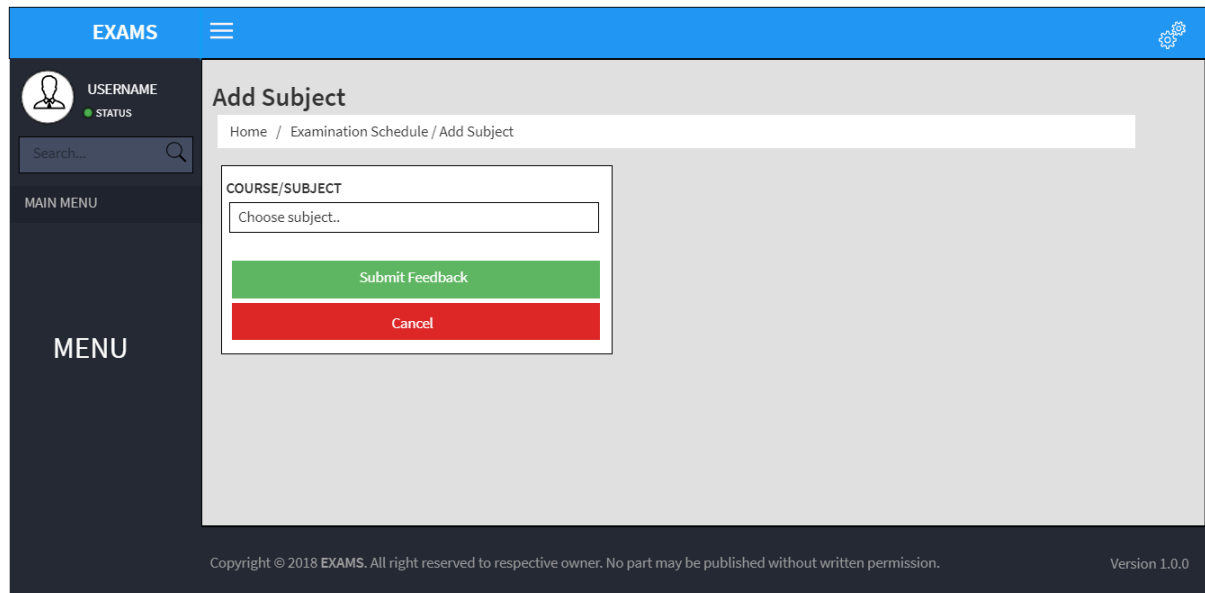 EXAMS
USERNAME
STATUS
Search...
MAIN MENU
MENU
Add Subject
Home / Examination Schedule / Add Subject
COURSE/SUBJECT
Choose subject..
Submit Feedback
Cancel
Copyright © 2018 EXAMS. All right reserved to respective owner. No part may be published without written permission.
Version 1.0.0